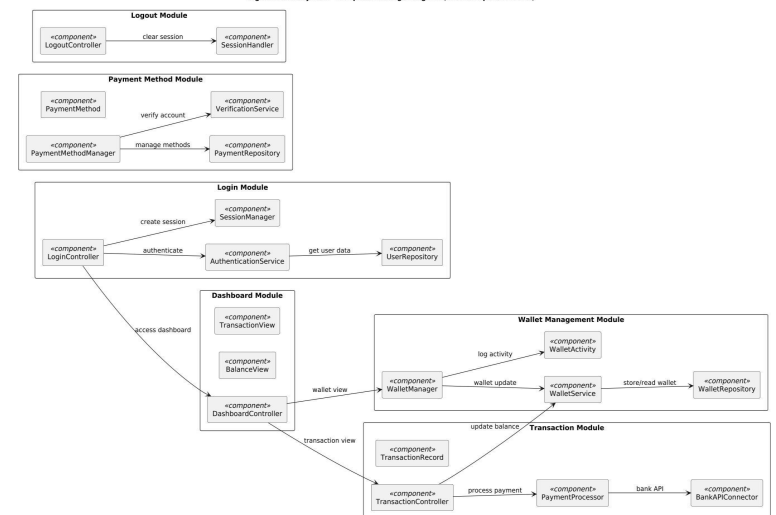 Logout Module
«component»
LogoutController
clear session
«component»
SessionHandler
Payment Method Module
«component»
PaymentMethod
«component»
VerificationService
verify account
«component»
PaymentMethodManager
manage methods
«component»
PaymentRepository
Login Module
«component»
SessionManager
create session
«component»
LoginController
authenticate
«component»
AuthenticationService
get user data
«component»
UserRepository
access dashboard
Dashboard Module
«component»
TransactionView
«component»
BalanceView
«component»
DashboardController
wallet view
transaction view
Wallet Management Module
log activity
«component»
WalletActivity
«component»
WalletManager
wallet update
«component»
WalletService
store/read wallet
«component»
WalletRepository
update balance
Transaction Module
«component»
TransactionRecord
«component»
TransactionController
process payment
«component»
PaymentProcessor
bank API
«component»
BankAPIConnector